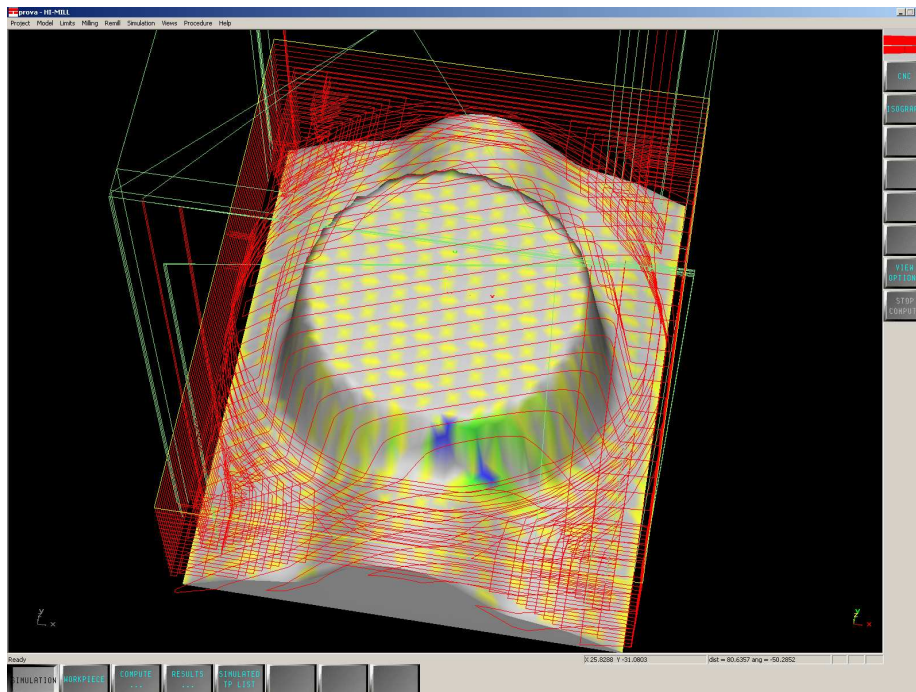 prova - HI-MILL
Project Model Limits Milling Remill Simulation Views Procedure Help
CNC
ISOGRAP
VIEW
OPTION
STOP
COMPUT
y
x
y
x
Ready
X 25.8288 Y -31.0803
dist = 80.6357 ang = -50.2852
SIMULATION
WORKPIECE
COMPUTE
...
RESULTS
...
SIMULATED
TP LIST